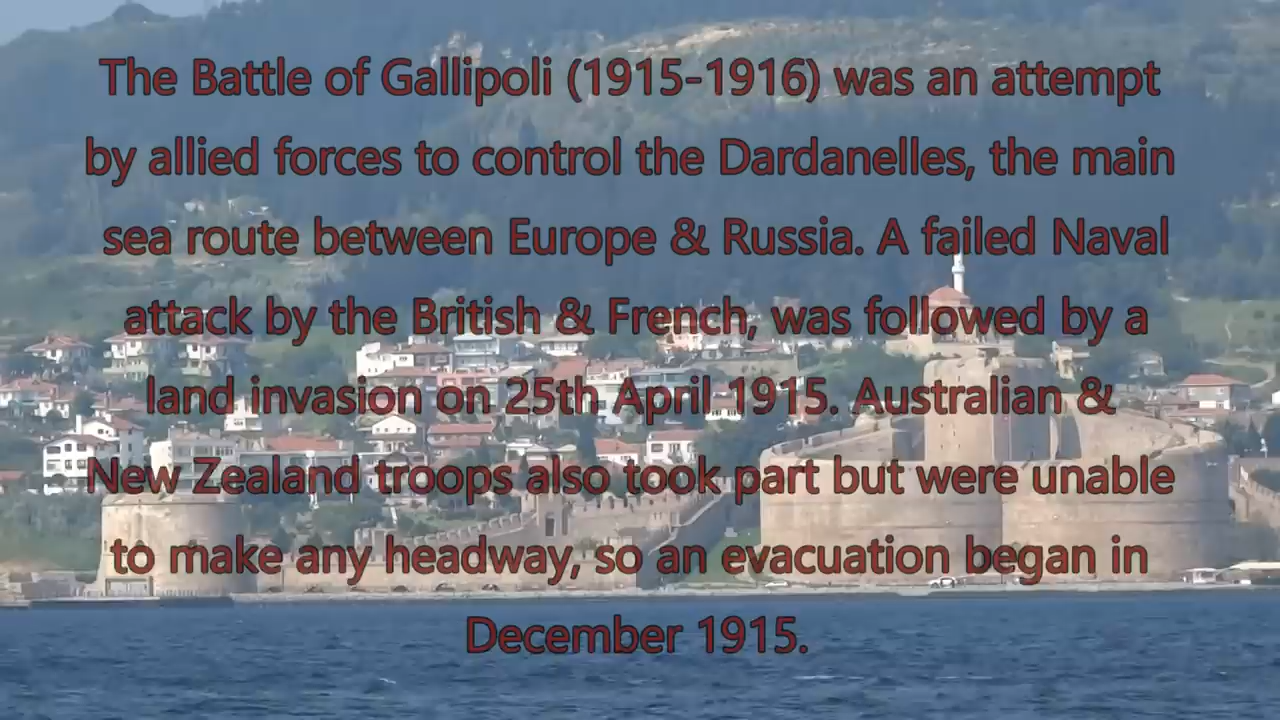 The Battle of Gallipoli (1915-1916) was an attempt
by allied forces to control the Dardanelles, the main
sea route between Europe & Russia. A failed Naval
attack by the British & French, was followed by a
land invasion on 25th April 1915. Australian &
New Zealand troops also took part but were unable
to make any headway, so an evacuation began in
December 1915.